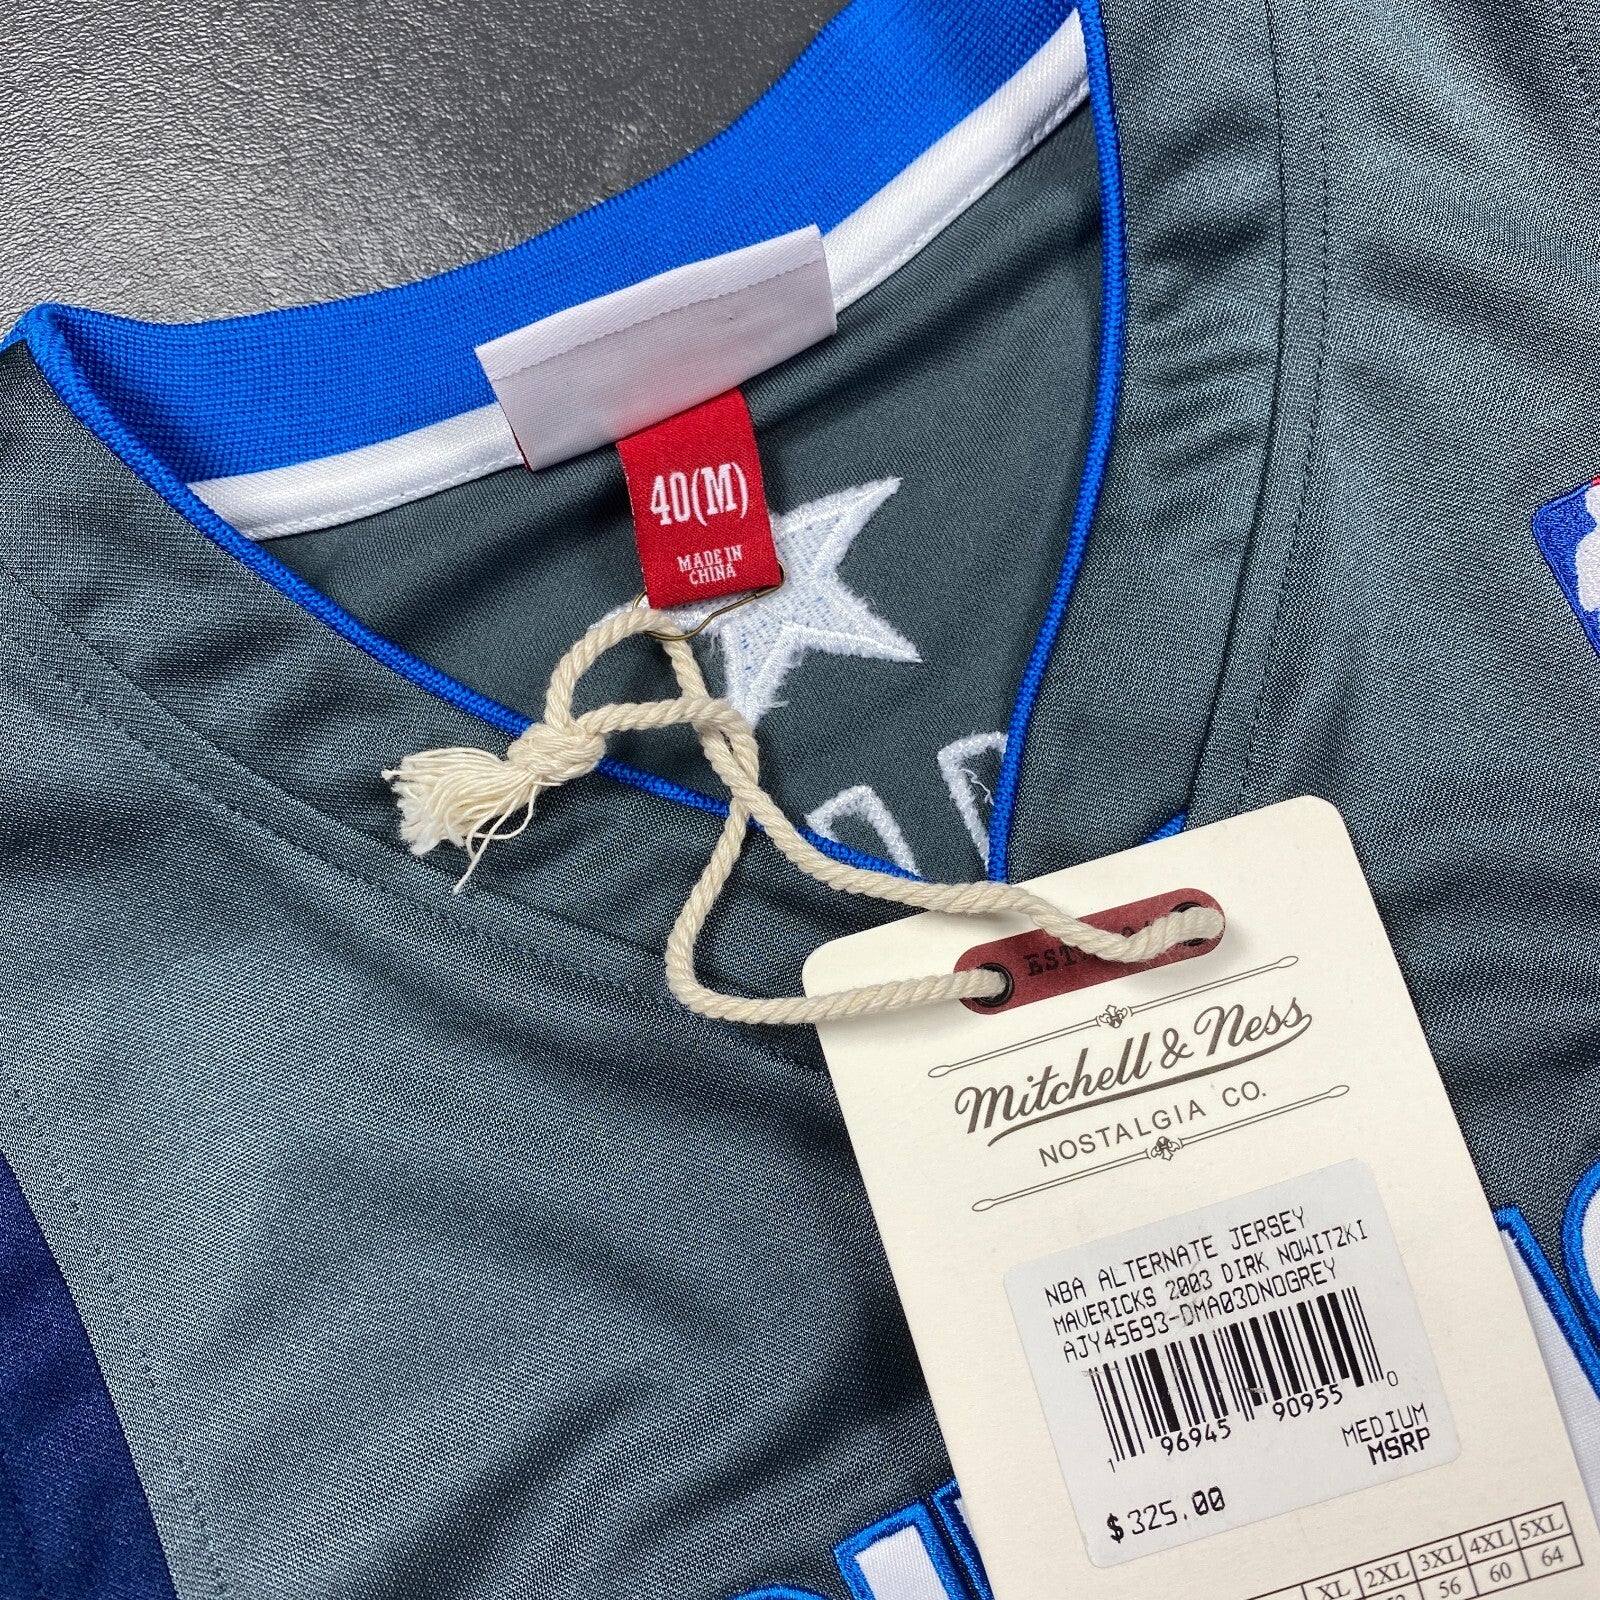 40(M)
MADE IN
CHINA
Mitchell & Ness
NOSTALGIA CO.
NBA ALTERNATE JERSEY
MAVERICKS 2003 DIRK NOWITZKI
AJY45693-DMA03DNOGREY
1 96945 90955 0
MEDIUM
MSRP
$325.00
XL 2XL 3XL 4XL 5XL
56 60 64